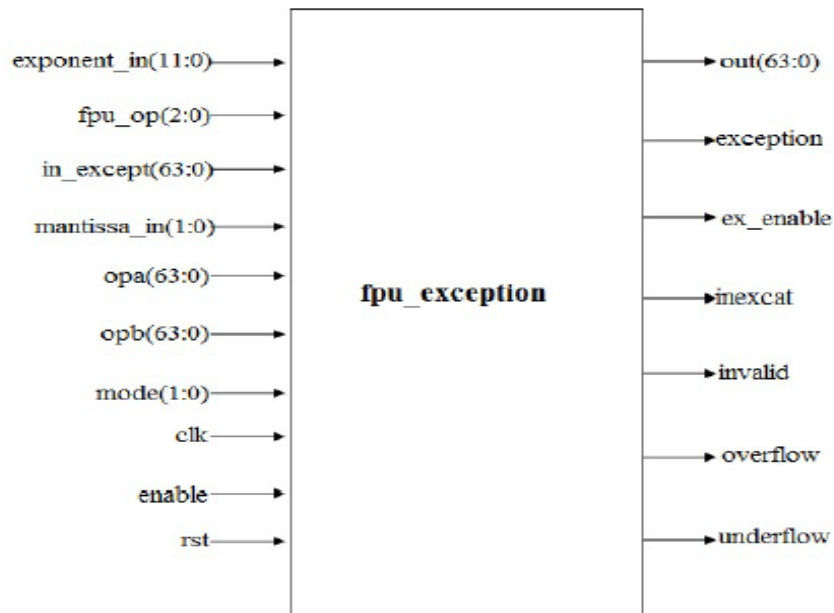 exponent_in(11:0)
fpu_op(2:0)
in_except(63:0)
mantissa_in(1:0)
opa(63:0)
opb(63:0)
mode(1:0)
clk
enable
rst
fpu_exception
out(63:0)
exception
ex_enable
inexcat
invalid
overflow
underflow